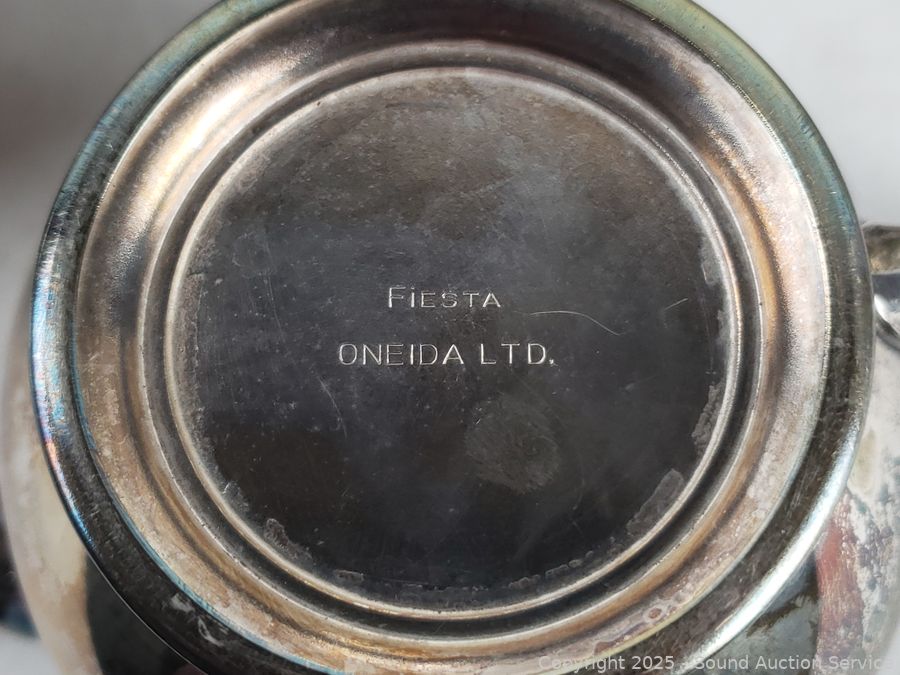 FiESTA
ONEIDA LTD.
Copyright 2025 - Sound Auction Service